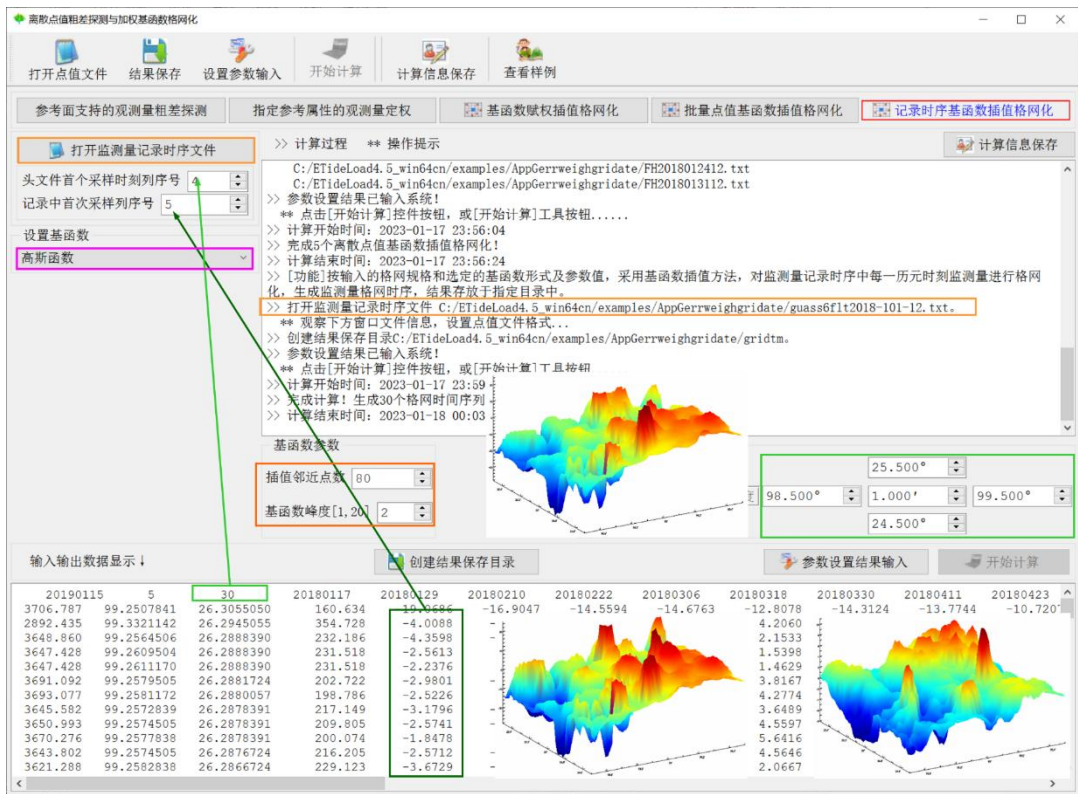 离散点值粗差探测与加权基函数格网化
打开点值文件 结果保存 设置参数输入 开始计算 计算信息保存 查看样例
参考面支持的观测量粗差探测 指定参考属性的观测量定权 基函数赋权插值格网化 批量点值基函数插值格网化 记录时序基函数插值格网化
打开监测量记录时序文件
头文件首个采样时刻列序号 4
记录中首次采样列序号 5
设置基函数
高斯函数
>> 计算过程 ** 操作提示
计算信息保存
C:/ETideLoad4.5_win64cn/examples/AppGerrweighgridate/FH2018012412.txt
C:/ETideLoad4.5_win64cn/examples/AppGerrweighgridate/FH2018013112.txt
>> 参数设置结果已输入系统!
** 点击[开始计算]控件按钮，或[开始计算]工具按钮......
>> 计算开始时间：2023-01-17 23:56:04
>> 完成5个离散点值基函数插值格网化!
>> 计算结束时间：2023-01-17 23:56:24
>> [功能]按输入的格网规格和选定的基函数形式及参数值，采用基函数插值方法，对监测量记录时序中每一历元时刻监测量进行格网
化，生成监测量格网时序，结果存放于指定目录中。
>> 打开监测量记录时序文件 C:/ETideLoad4.5_win64cn/examples/AppGerrweighgridate/guass6flt2018-101-12.txt。
** 观察下方窗口文件信息，设置点值文件格式...
>> 创建结果保存目录C:/ETideLoad4.5_win64cn/examples/AppGerrweighgridate/gridtm。
>> 参数设置结果已输入系统!
** 点击[开始计算]控件按钮，或[开始计算]工具按钮
>> 计算开始时间：2023-01-17 23:59
>> 完成计算! 生成30个格网时间序列
>> 计算结束时间：2023-01-18 00:03
基函数参数
插值邻近点数 80
基函数峰度[1,20] 2
25.500°
98.500° 1.000′ 99.500°
24.500°
输入输出数据显示↓ 创建结果保存目录 参数设置结果输入 开始计算
20190115 5 30 20180117 20180129 20180210 20180222 20180306 20180318 20180330 20180411 20180423
3706.787 99.2507841 26.3055050 160.634 -19.0686 -16.9047 -14.5594 -14.6763 -12.8078 -14.3124 -13.7744 -10.720
2892.435 99.3321142 26.2945055 354.728 -4.0088 4.2060
3648.860 99.2564506 26.2888390 232.186 -4.3598 2.1533
3647.428 99.2609504 26.2888390 231.518 -2.5613 1.5398
3647.428 99.2611170 26.2888390 231.518 -2.2376 1.4629
3691.092 99.2579505 26.2881724 202.722 -2.9801 3.8167
3693.077 99.2581172 26.2880057 198.786 -2.5226 4.2774
3645.582 99.2572839 26.2878391 217.149 -3.1796 3.6489
3650.993 99.2574505 26.2878391 209.805 -2.5741 4.5597
3670.276 99.2577838 26.2878391 200.074 -1.8478 5.6416
3643.802 99.2574505 26.2876724 216.205 -2.5712 4.5646
3621.288 99.2582838 26.2866724 229.123 -3.6729 2.0667